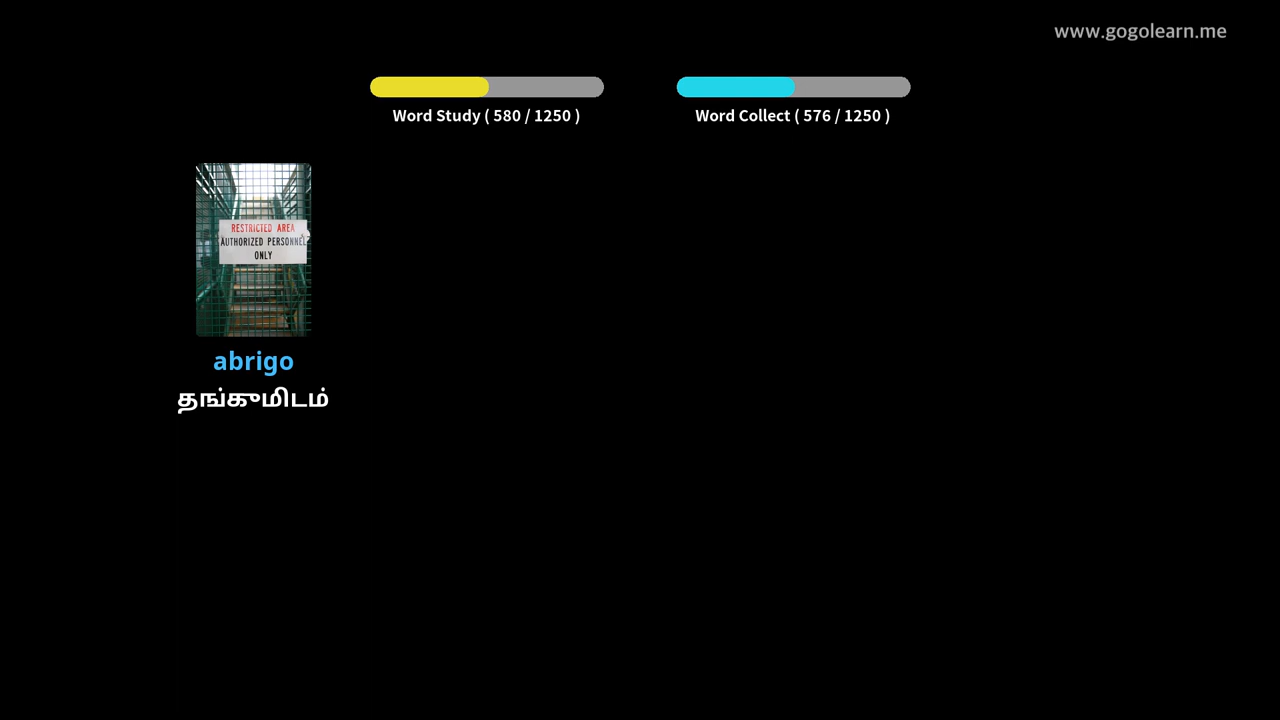 www.gogolearn.me
Word Study ( 580 / 1250 )
Word Collect ( 576 / 1250 )
RESTRICTED AREA
AUTHORIZED PERSONNEL
ONLY
abrigo
தங்குமிடம்